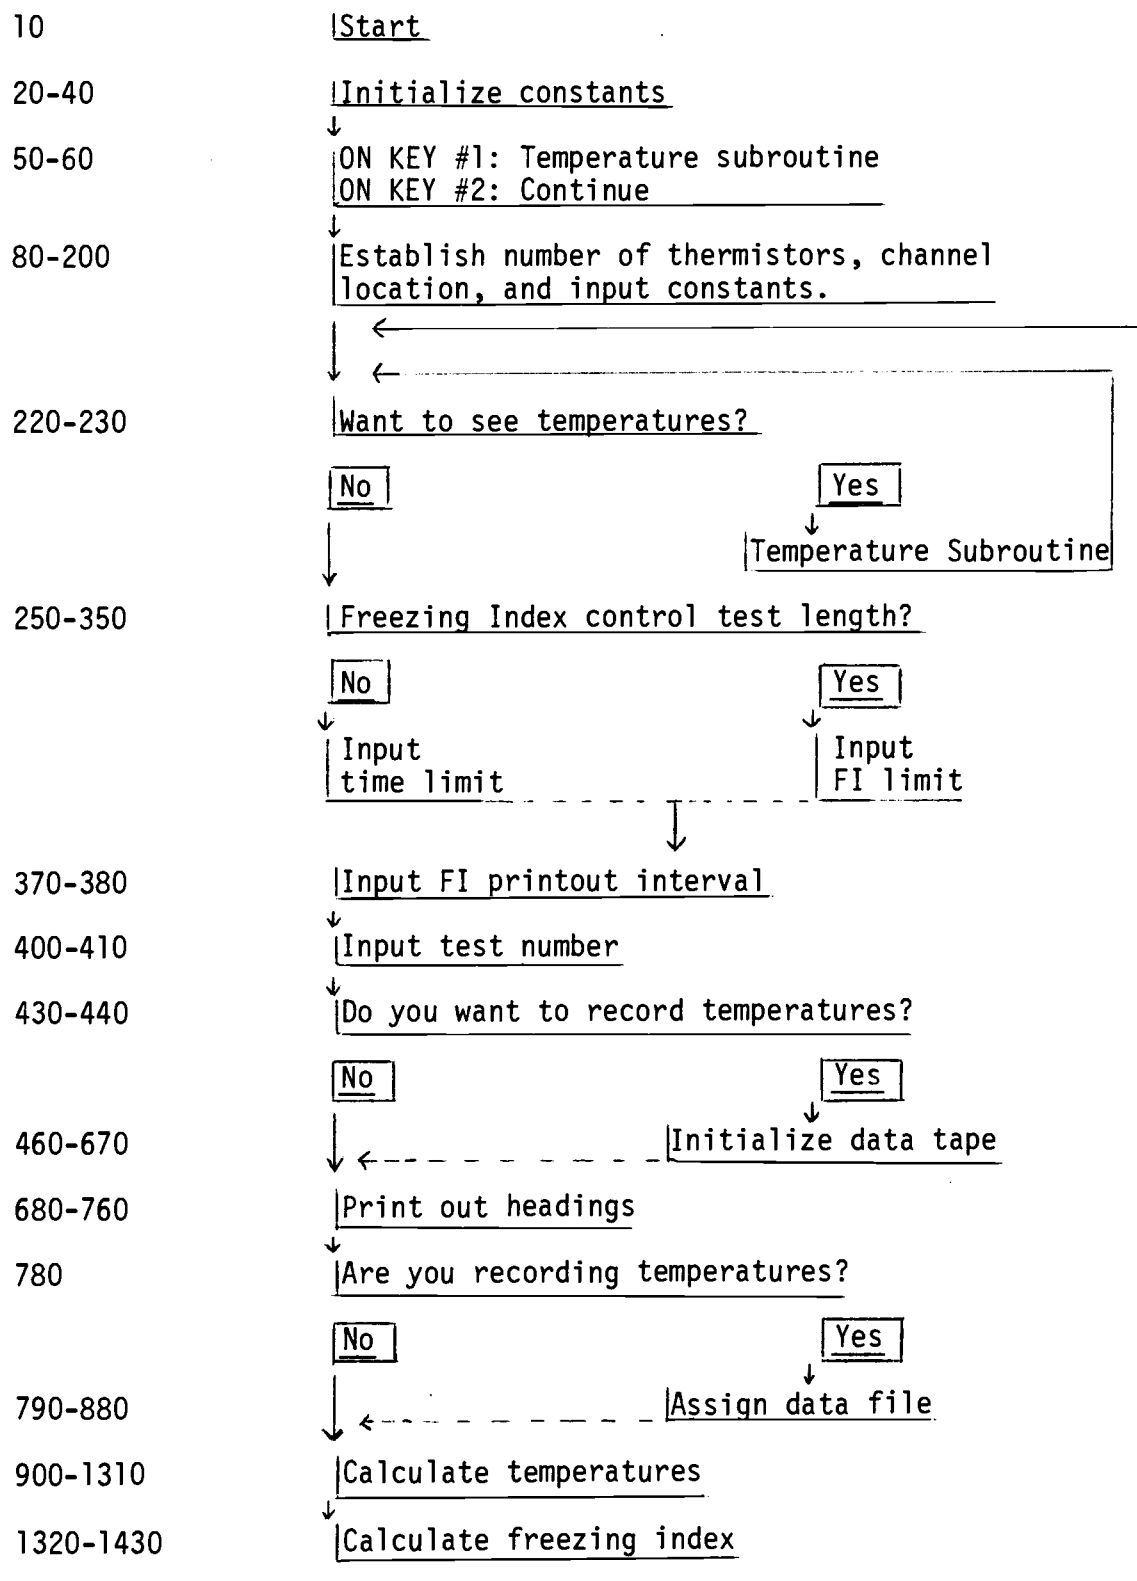 10 Start
20-40 Initialize constants
50-60 ON KEY #1: Temperature subroutine
ON KEY #2: Continue
80-200 Establish number of thermistors, channel
location, and input constants.
220-230 Want to see temperatures?
No Yes
Temperature Subroutine
250-350 Freezing Index control test length?
No Yes
Input Input
time limit FI limit
370-380 Input FI printout interval
400-410 Input test number
430-440 Do you want to record temperatures?
No Yes
460-670 Initialize data tape
680-760 Print out headings
780 Are you recording temperatures?
No Yes
790-880 Assign data file
900-1310 Calculate temperatures
1320-1430 Calculate freezing index